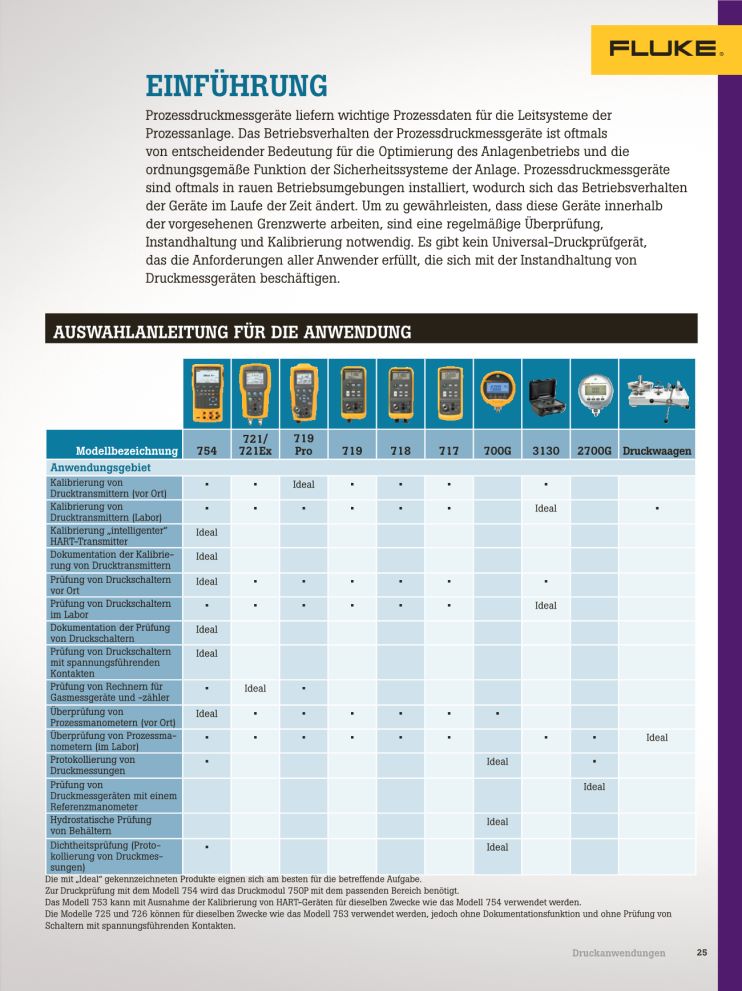 FLUKE®
EINFÜHRUNG
Prozessdruckmessgeräte liefern wichtige Prozessdaten für die Leitsysteme der
Prozessanlage. Das Betriebsverhalten der Prozessdruckmessgeräte ist oftmals
von entscheidender Bedeutung für die Optimierung des Anlagenbetriebs und die
ordnungsgemäße Funktion der Sicherheitssysteme der Anlage. Prozessdruckmessgeräte
sind oftmals in rauen Betriebsumgebungen installiert, wodurch sich das Betriebsverhalten
der Geräte im Laufe der Zeit ändert. Um zu gewährleisten, dass diese Geräte innerhalb
der vorgesehenen Grenzwerte arbeiten, sind eine regelmäßige Überprüfung,
Instandhaltung und Kalibrierung notwendig. Es gibt kein Universal-Druckprüfgerät,
das die Anforderungen aller Anwender erfüllt, die sich mit der Instandhaltung von
Druckmessgeräten beschäftigen.
AUSWAHLANLEITUNG FÜR DIE ANWENDUNG
Modellbezeichnung 754 721/ 721Ex 719 Pro 719 718 717 700G 3130 2700G Druckwaagen
Anwendungsgebiet
Kalibrierung von
Drucktransmittern (vor Ort) ▪ ▪ Ideal ▪ ▪ ▪ ▪
Kalibrierung von
Drucktransmittern (Labor) ▪ ▪ ▪ ▪ ▪ ▪ Ideal ▪
Kalibrierung „intelligenter“
HART-Transmitter Ideal
Dokumentation der Kalibrie-
rung von Drucktransmittern Ideal
Prüfung von Druckschaltern
vor Ort Ideal ▪ ▪ ▪ ▪ ▪ ▪
Prüfung von Druckschaltern
im Labor ▪ ▪ ▪ ▪ ▪ ▪ Ideal
Dokumentation der Prüfung
von Druckschaltern Ideal
Prüfung von Druckschaltern
mit spannungsführenden
Kontakten Ideal
Prüfung von Rechnern für
Gasmessgeräte und -zähler ▪ Ideal ▪
Überprüfung von
Prozessmanometern (vor Ort) Ideal ▪ ▪ ▪ ▪ ▪ ▪
Überprüfung von Prozessma-
nometern (im Labor) ▪ ▪ ▪ ▪ ▪ ▪ ▪ ▪ Ideal
Protokollierung von
Druckmessungen ▪ Ideal ▪
Prüfung von
Druckmessgeräten mit einem
Referenzmanometer Ideal
Hydrostatische Prüfung
von Behältern Ideal
Dichtheitsprüfung (Proto-
kollierung von Druckmes-
sungen) ▪ Ideal
Die mit „Ideal“ gekennzeichneten Produkte eignen sich am besten für die betreffende Aufgabe.
Zur Druckprüfung mit dem Modell 754 wird das Druckmodul 750P mit dem passenden Bereich benötigt.
Das Modell 753 kann mit Ausnahme der Kalibrierung von HART-Geräten für dieselben Zwecke wie das Modell 754 verwendet werden.
Die Modelle 725 und 726 können für dieselben Zwecke wie das Modell 753 verwendet werden, jedoch ohne Dokumentationsfunktion und ohne Prüfung von
Schaltern mit spannungsführenden Kontakten.
Druckanwendungen 25